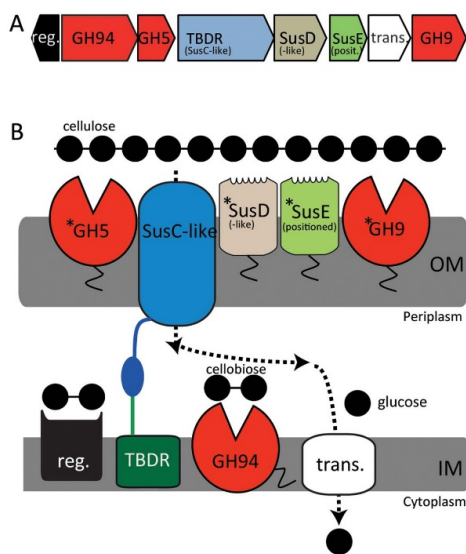 A
reg. GH94 GH5 TBDR SusD SusE trans. GH9
(SusC-like) (-like) (posit.)
B
cellulose
*GH5 SusC-like *SusD *SusE *GH9
(-like) (positioned)
OM
Periplasm
cellobiose
glucose
reg. TBDR GH94 trans. IM
Cytoplasm